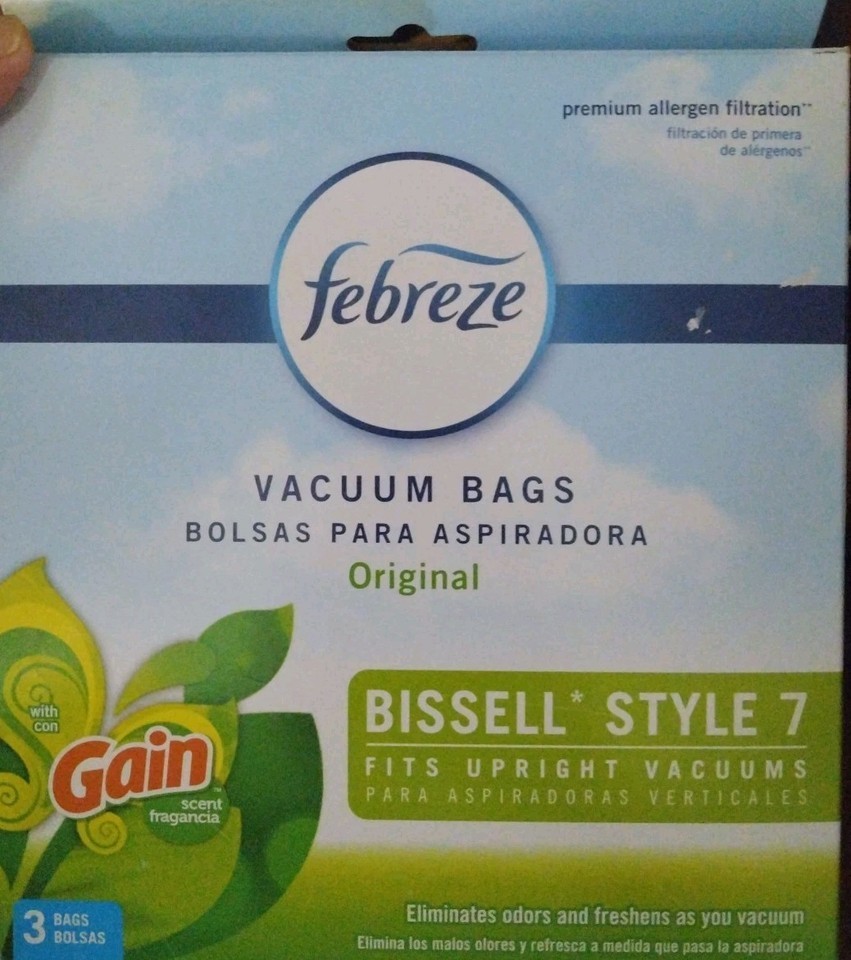 premium allergen filtration**
filtración de primera
de alérgenos**
febreze
VACUUM BAGS
BOLSAS PARA ASPIRADORA
Original
with
con
Gain™
scent
fragancia
BISSELL* STYLE 7
FITS UPRIGHT VACUUMS
PARA ASPIRADORAS VERTICALES
3 BAGS
BOLSAS
Eliminates odors and freshens as you vacuum
Elimina los malos olores y refresca a medida que pasa la aspiradora